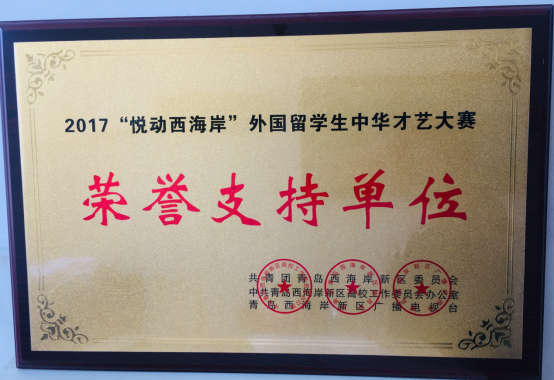 2017“悦动西海岸”外国留学生中华才艺大赛
荣誉支持单位
共青团青岛西海岸新区委员会
中共青岛西海岸新区高校工作委员会办公室
青岛西海岸新区广播电视台